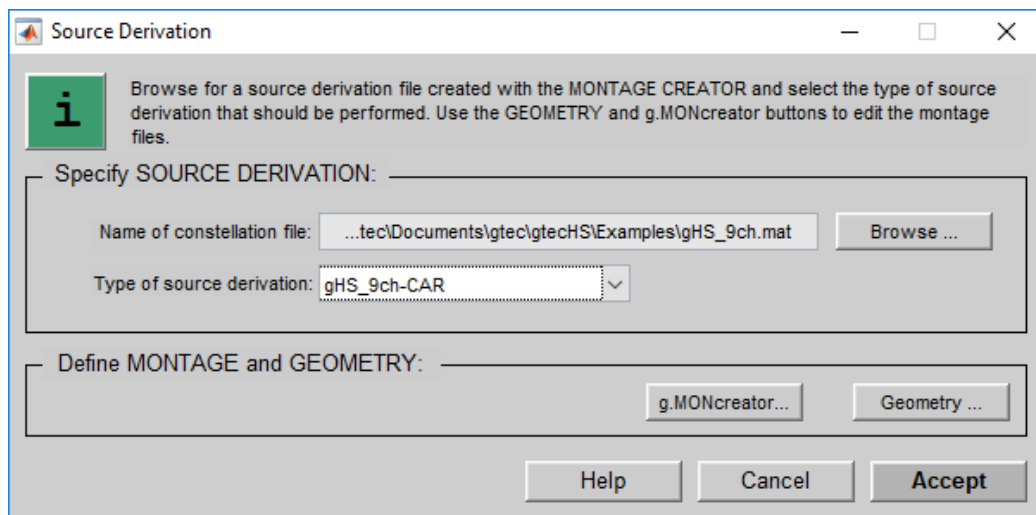 Source Derivation
i
Browse for a source derivation file created with the MONTAGE CREATOR and select the type of source
derivation that should be performed. Use the GEOMETRY and g.MONcreator buttons to edit the montage
files.
Specify SOURCE DERIVATION:
Name of constellation file: ...tec\Documents\gtec\gtecHS\Examples\gHS_9ch.mat Browse ...
Type of source derivation: gHS_9ch-CAR
Define MONTAGE and GEOMETRY:
g.MONcreator... Geometry ...
Help Cancel Accept